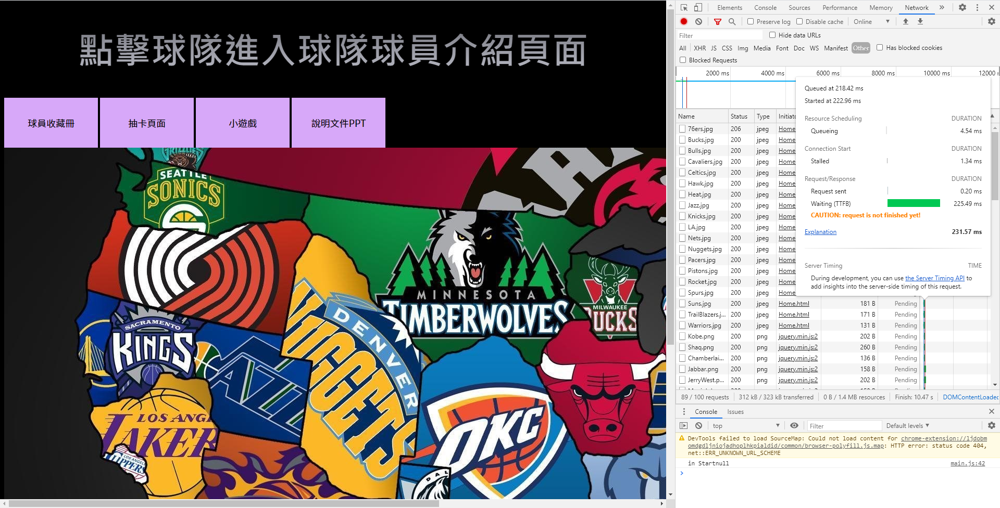 點擊球隊進入球隊球員介紹頁面
球員收藏冊
抽卡頁面
小遊戲
說明文件PPT
GRIZZLIES
SEATTLE
SONICS
MINNESOTA
TIMBERWOLVES
MILWAUKEE
BUCKS
SACRAMENTO
KINGS
DENVER
NUGGETS
JAZZ
OKC
LOS ANGE
LAKER
LOS ANGELES
CLIPPERS
DAL
Elements Console Sources Performance Memory Network
Preserve log Disable cache Online
Filter Hide data URLs
All XHR JS CSS Img Media Font Doc WS Manifest Other Has blocked cookies
Blocked Requests
2000 ms 4000 ms 6000 ms 8000 ms 10000 ms 12000
Queued at 218.42 ms
Started at 222.96 ms
Resource Scheduling DURATION
Queueing 4.54 ms
Connection Start DURATION
Stalled 1.34 ms
Request/Response DURATION
Request sent 0.20 ms
Waiting (TTFB) 225.49 ms
CAUTION: request is not finished yet!
Explanation 231.57 ms
Server Timing TIME
During development, you can use the Server Timing API to
add insights into the server-side timing of this request.
Name Status Type Initiato
76ers.jpg 206 jpeg Home
Bucks.jpg 200 jpeg Home
Bulls.jpg 200 jpeg Home
Cavaliers.jpg 200 jpeg Home
Celtics.jpg 200 jpeg Home
Hawk.jpg 200 jpeg Home
Heat.jpg 200 jpeg Home
Jazz.jpg 200 jpeg Home
Knicks.jpg 200 jpeg Home
LA.jpg 200 jpeg Home
Nets.jpg 200 jpeg Home
Nuggets.jpg 200 jpeg Home
Pacers.jpg 200 jpeg Home
Pistons.jpg 200 jpeg Home
Rocket.jpg 200 jpeg Home
Spurs.jpg 200 jpeg Home
Suns.jpg 200 jpeg Home.html 181 B Pending
TrailBlazers.j... 200 jpeg Home.html 171 B Pending
Warriors.jpg 200 jpeg Home.html 131 B Pending
Kobe.png 200 png jquery.min.js:2 202 B Pending
Shaq.png 200 png jquery.min.js:2 260 B Pending
Chamberlai... 200 png jquery.min.js:2 136 B Pending
Jabbar.png 200 png jquery.min.js:2 158 B Pending
JerryWest.p... 200 png jquery.min.js:2 202 B Pending
89 / 100 requests 312 kB / 323 kB transferred 0 B / 1.4 MB resources Finish: 10.47 s DOMContentLoaded
Console Issues
top Filter Default levels
DevTools failed to load SourceMap: Could not load content for chrome-extension://ljdobm
omdgdljniojadhoplhkpialdid/common/browser-polyfill.js.map: HTTP error: status code 404,
net::ERR_UNKNOWN_URL_SCHEME
in Startnull main.js:42